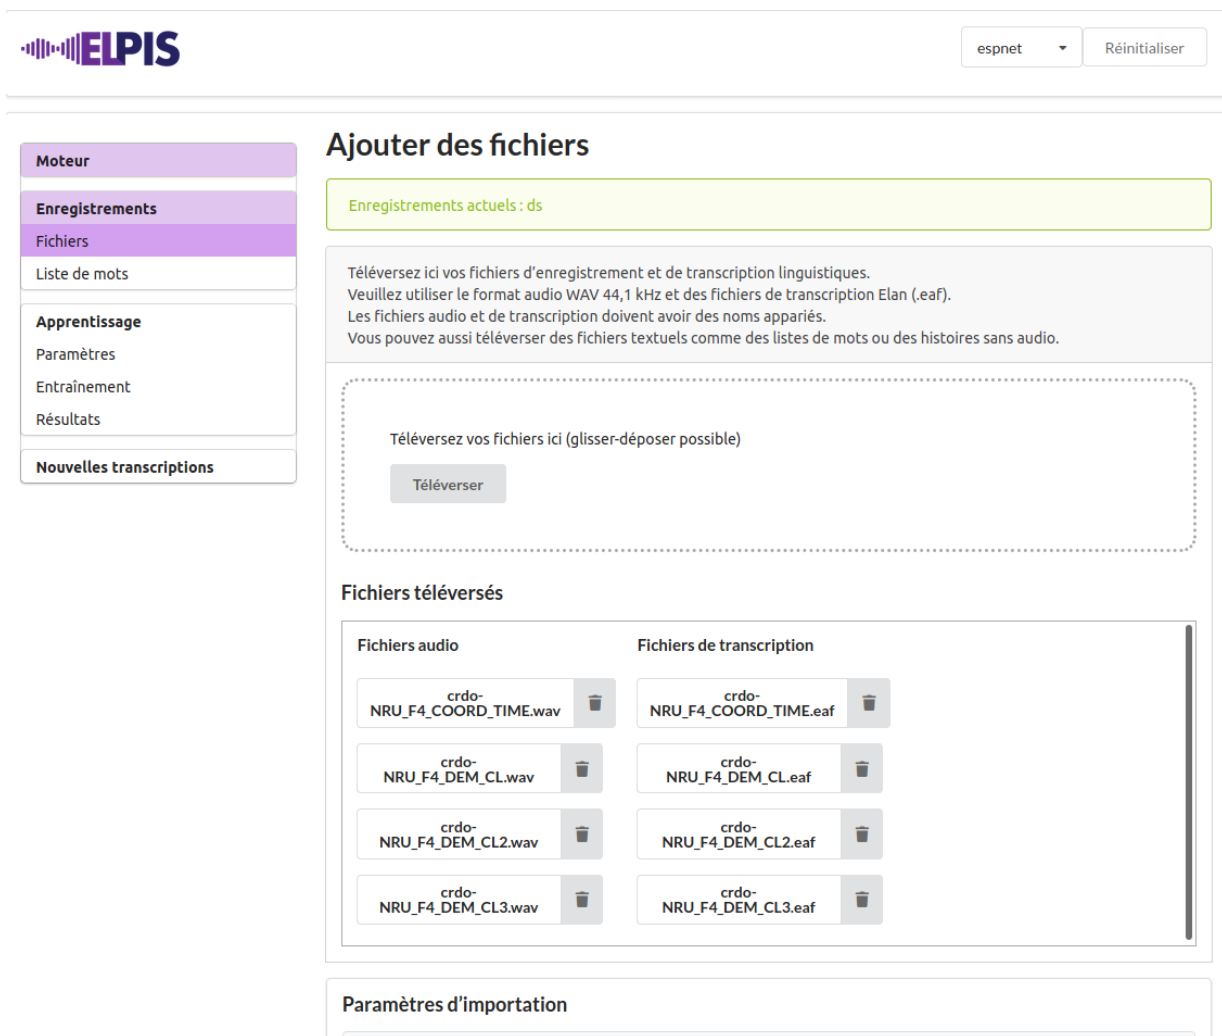 ELPIS
espnet
Réinitialiser
Moteur
Enregistrements
Fichiers
Liste de mots
Apprentissage
Paramètres
Entraînement
Résultats
Nouvelles transcriptions
Ajouter des fichiers
Enregistrements actuels : ds
Téléversez ici vos fichiers d’enregistrement et de transcription linguistiques.
Veuillez utiliser le format audio WAV 44,1 kHz et des fichiers de transcription Elan (.eaf).
Les fichiers audio et de transcription doivent avoir des noms appariés.
Vous pouvez aussi téléverser des fichiers textuels comme des listes de mots ou des histoires sans audio.
Téléversez vos fichiers ici (glisser-déposer possible)
Téléverser
Fichiers téléversés
Fichiers audio
Fichiers de transcription
crdo-
NRU_F4_COORD_TIME.wav
crdo-
NRU_F4_COORD_TIME.eaf
crdo-
NRU_F4_DEM_CL.wav
crdo-
NRU_F4_DEM_CL.eaf
crdo-
NRU_F4_DEM_CL2.wav
crdo-
NRU_F4_DEM_CL2.eaf
crdo-
NRU_F4_DEM_CL3.wav
crdo-
NRU_F4_DEM_CL3.eaf
Paramètres d’importation